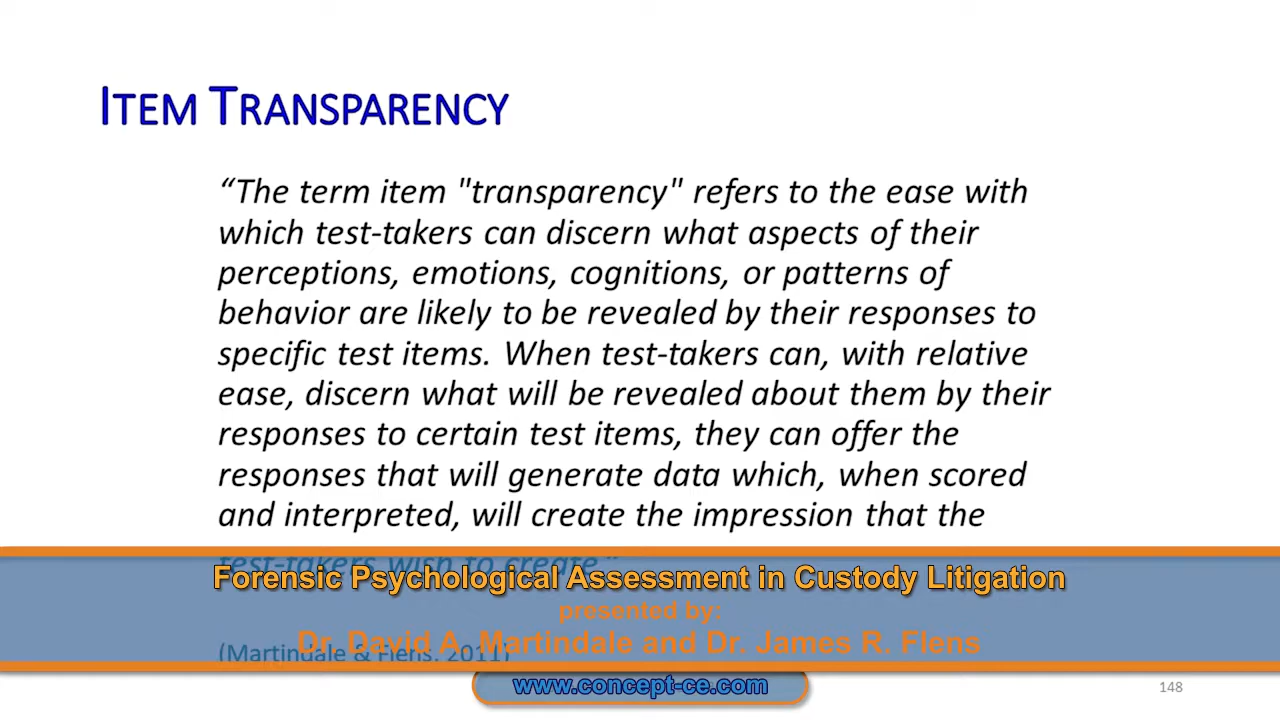 ITEM TRANSPARENCY
“The term item "transparency" refers to the ease with
which test-takers can discern what aspects of their
perceptions, emotions, cognitions, or patterns of
behavior are likely to be revealed by their responses to
specific test items. When test-takers can, with relative
ease, discern what will be revealed about them by their
responses to certain test items, they can offer the
responses that will generate data which, when scored
and interpreted, will create the impression that the
test-takers wish to create”
Forensic Psychological Assessment in Custody Litigation
presented by:
Dr. David A. Martindale and Dr. James R. Flens
(Martindale & Flens, 2011)
www.concept-ce.com
148